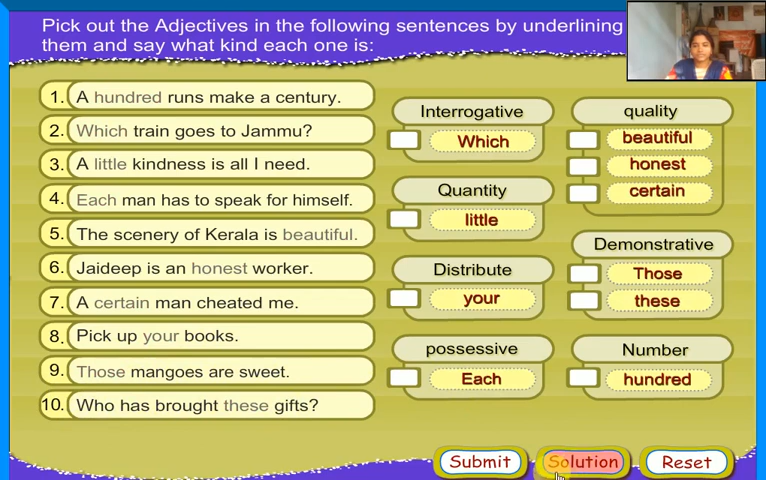 Pick out the Adjectives in the following sentences by underlining
them and say what kind each one is:
1. A hundred runs make a century.
2. Which train goes to Jammu?
3. A little kindness is all I need.
4. Each man has to speak for himself.
5. The scenery of Kerala is beautiful.
6. Jaideep is an honest worker.
7. A certain man cheated me.
8. Pick up your books.
9. Those mangoes are sweet.
10. Who has brought these gifts?
Interrogative
Which
Quantity
little
Distribute
your
possessive
Each
quality
beautiful
honest
certain
Demonstrative
Those
these
Number
hundred
Submit
Solution
Reset